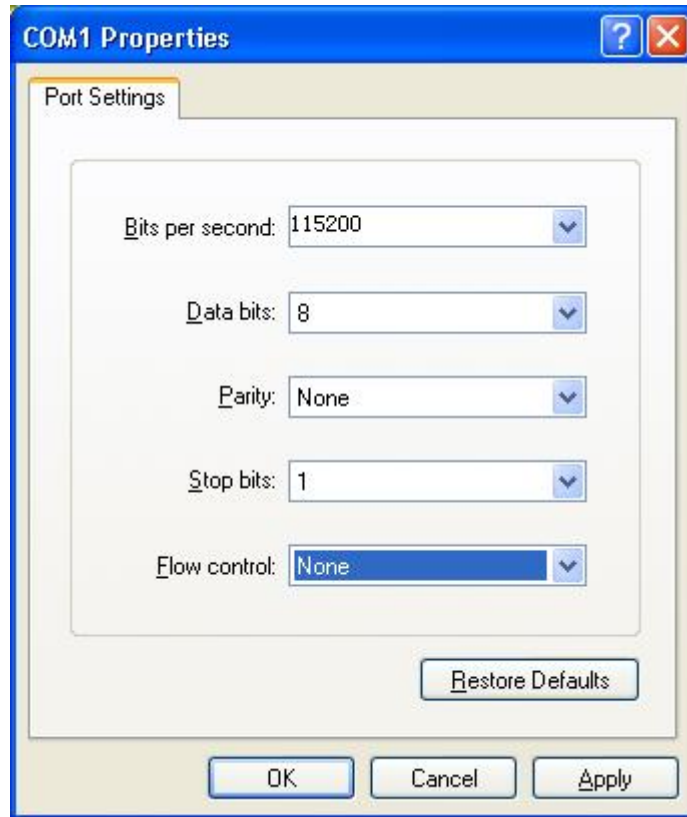 COM1 Properties
Port Settings
Bits per second: 115200
Data bits: 8
Parity: None
Stop bits: 1
Flow control: None
Restore Defaults
OK Cancel Apply